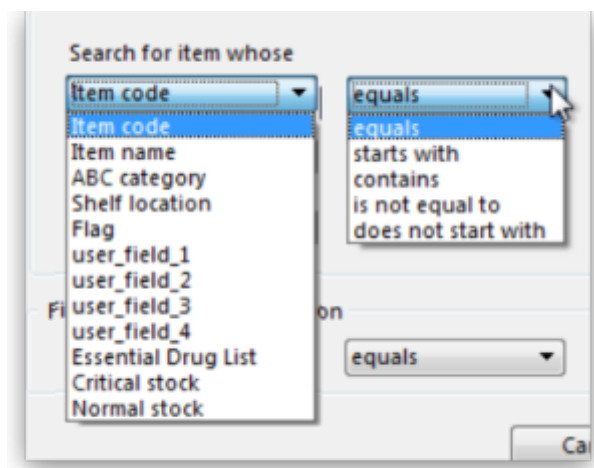 Search for item whose
Item code
equals
Item code
Item name
ABC category
Shelf location
Flag
user_field_1
user_field_2
user_field_3
user_field_4
Essential Drug List
Critical stock
Normal stock
equals
starts with
contains
is not equal to
does not start with
Fi
on
equals
Ca